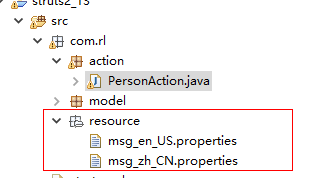 struts2_13
src
com.rl
action
PersonAction.java
model
resource
msg_en_US.properties
msg_zh_CN.properties